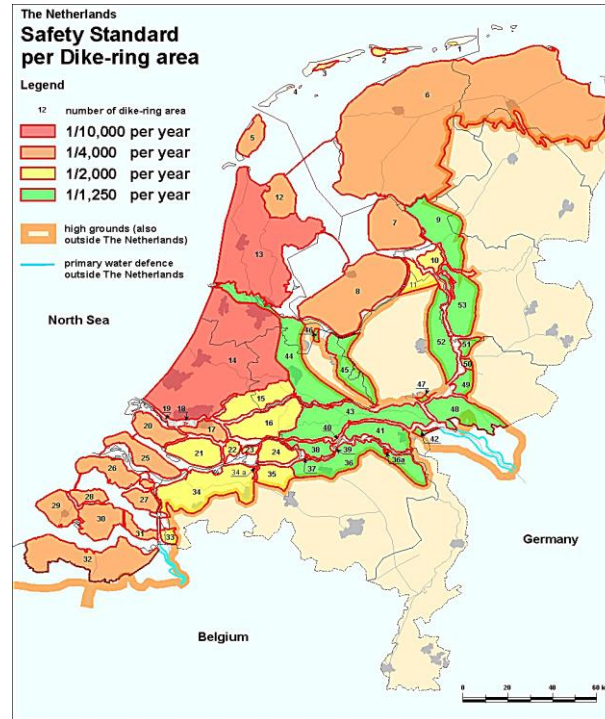 The Netherlands
Safety Standard
per Dike-ring area
Legend
12 number of dike-ring area
1/10,000 per year
1/4,000 per year
1/2,000 per year
1/1,250 per year
high grounds (also
outside The Netherlands)
primary water defence
outside The Netherlands
North Sea
Germany
Belgium
1
2
3
4
5
6
7
8
9
10
11
12
13
14
15
16
17
18
19
20
21
22
23
24
25
26
27
28
29
30
31
32
33
34
34 a
35
36
36a
37
38
39
40
41
42
43
44
45
46
47
48
49
50
51
52
53
0 20 40 60